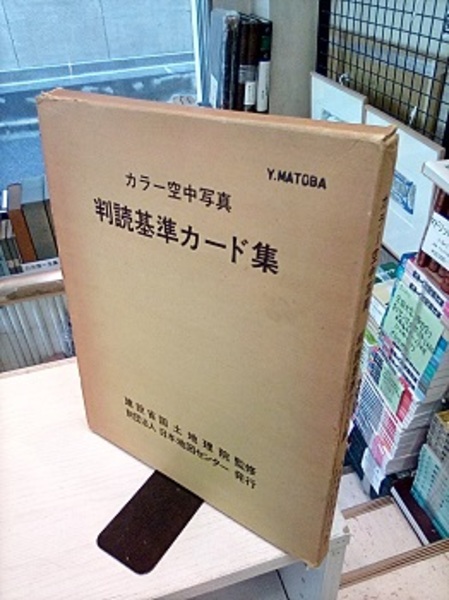 Y.MATOBA
カラー空中写真
判読基準カード集
建設省国土地理院 監修
財団法人 日本地図センター 発行